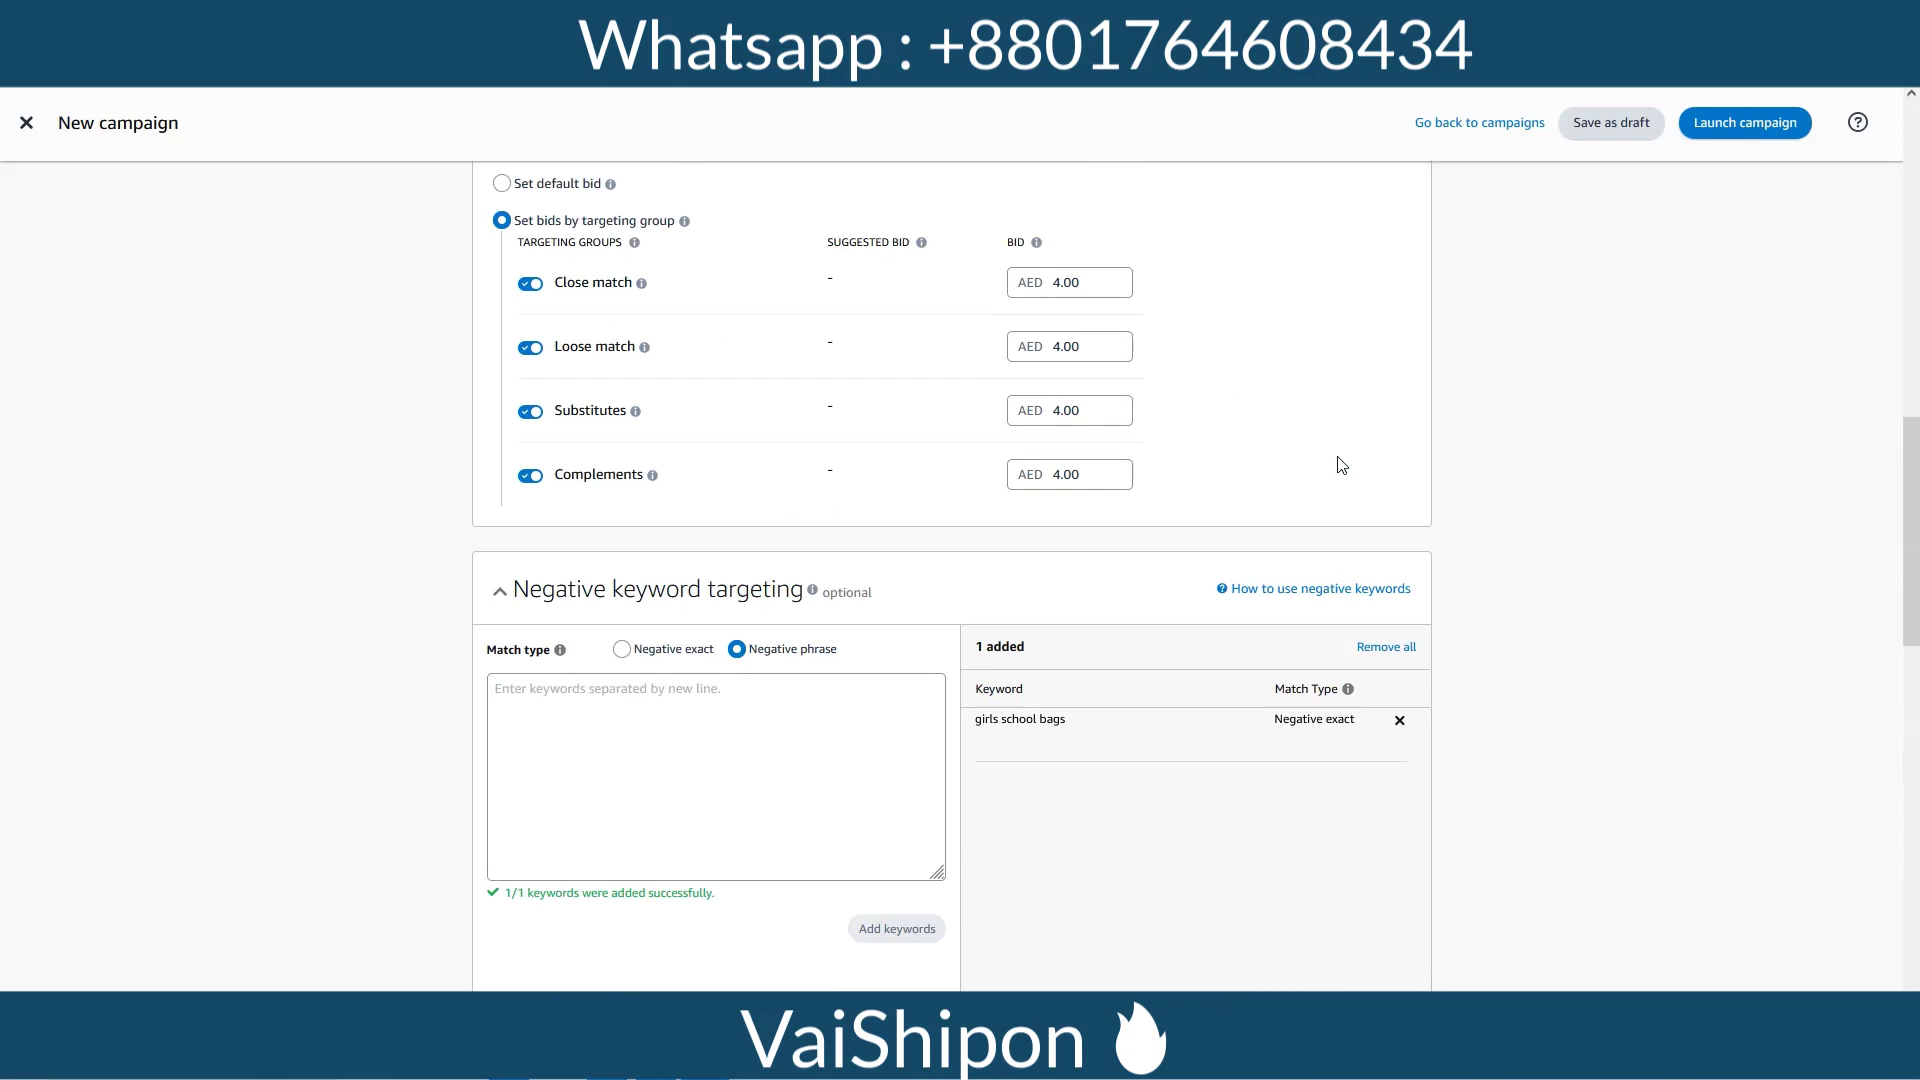 Whatsapp : +8801764608434
New campaign
Go back to campaigns
Save as draft
Launch campaign
Set default bid
Set bids by targeting group
TARGETING GROUPS
SUGGESTED BID
BID
Close match
-
AED 4.00
Loose match
-
AED 4.00
Substitutes
-
AED 4.00
Complements
-
AED 4.00
Negative keyword targeting optional
How to use negative keywords
Match type
Negative exact
Negative phrase
1 added
Remove all
Enter keywords separated by new line.
Keyword
Match Type
girls school bags
Negative exact
1/1 keywords were added successfully.
Add keywords
VaiShipon